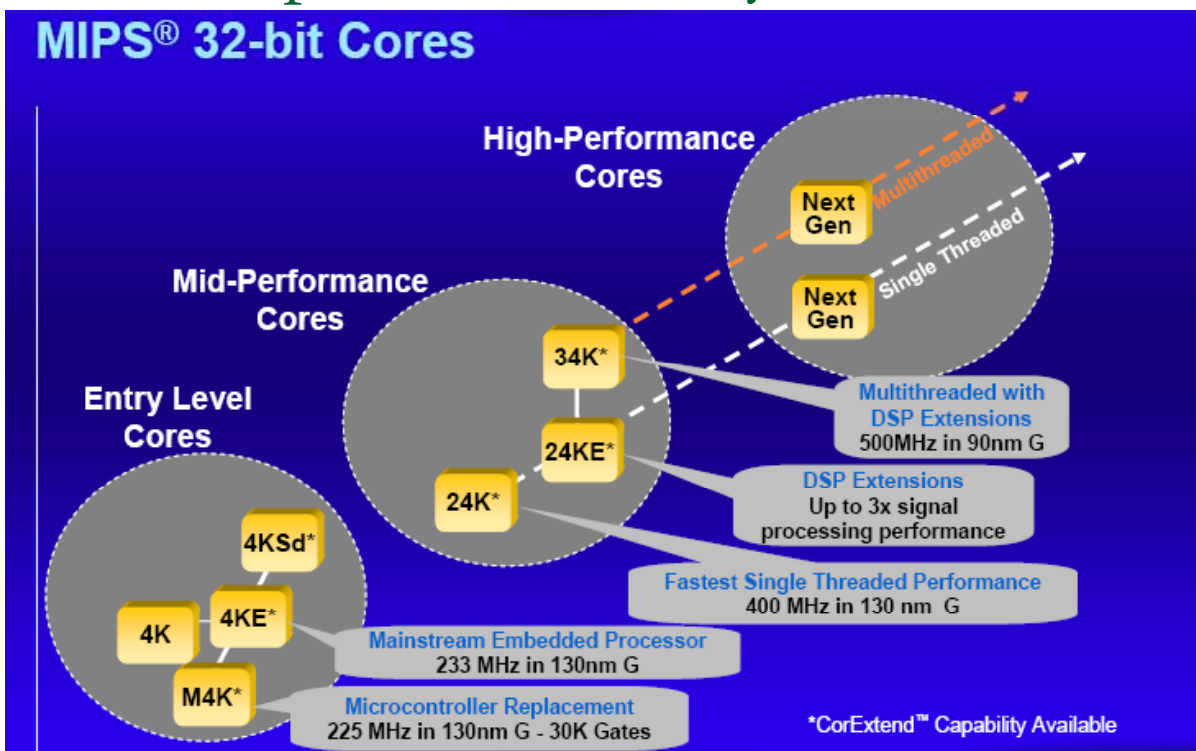 MIPS® 32-bit Cores
High-Performance
Cores
Multithreaded
Next
Gen
Single Threaded
Next
Gen
Mid-Performance
Cores
34K*
Multithreaded with
DSP Extensions
500MHz in 90nm G
24KE*
DSP Extensions
Up to 3x signal
processing performance
24K*
Fastest Single Threaded Performance
400 MHz in 130 nm G
Entry Level
Cores
4KSd*
4K
4KE*
Mainstream Embedded Processor
233 MHz in 130nm G
M4K*
Microcontroller Replacement
225 MHz in 130nm G - 30K Gates
*CorExtend™ Capability Available